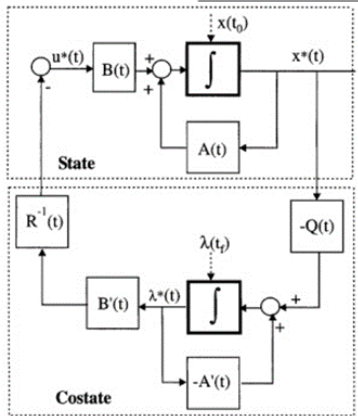 x(t₀)
u*(t)
x*(t)
-
B(t)
+
+
∫
A(t)
State
R⁻¹(t)
-Q(t)
λ(t_f)
B'(t)
λ*(t)
∫
+
+
-A'(t)
Costate